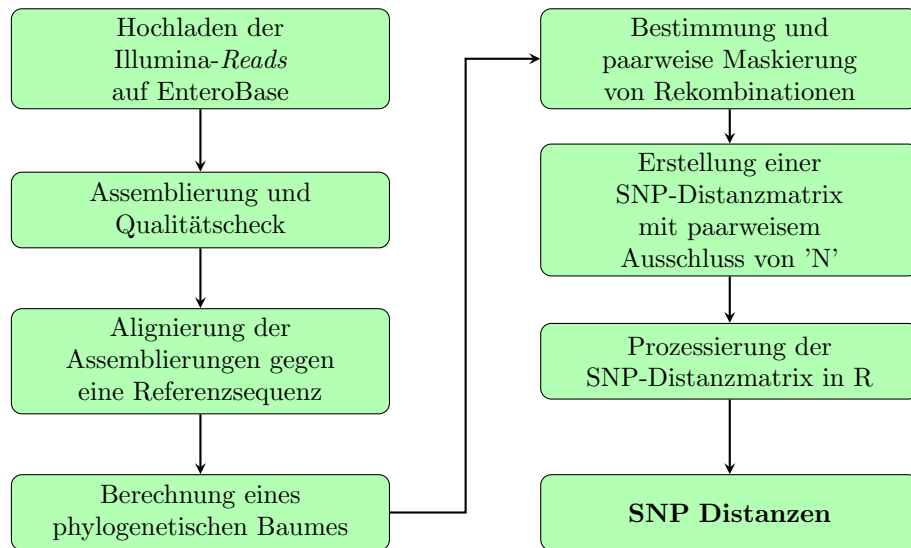 Hochladen der
Illumina-Reads
auf EnteroBase
Assemblierung und
Qualitätscheck
Alignierung der
Assemblierungen gegen
eine Referenzsequenz
Berechnung eines
phylogenetischen Baumes
Bestimmung und
paarweise Maskierung
von Rekombinationen
Erstellung einer
SNP-Distanzmatrix
mit paarweisem
Ausschluss von ’N’
Prozessierung der
SNP-Distanzmatrix in R
SNP Distanzen